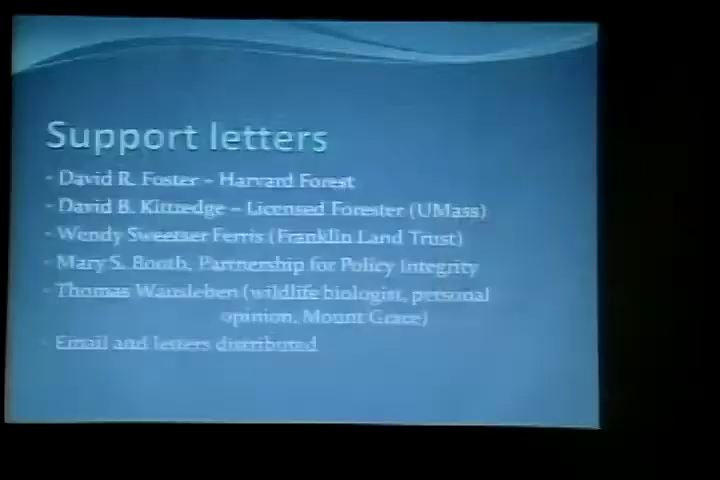 Support letters
- David R. Foster – Harvard Forest
- David B. Kittredge – Licensed Forester (UMass)
- Wendy Sweetser Ferris (Franklin Land Trust)
- Mary S. Booth, Partnership for Policy Integrity
- Thomas Wansleben (wildlife biologist, personal
opinion, Mount Grace)
- Email and letters distributed